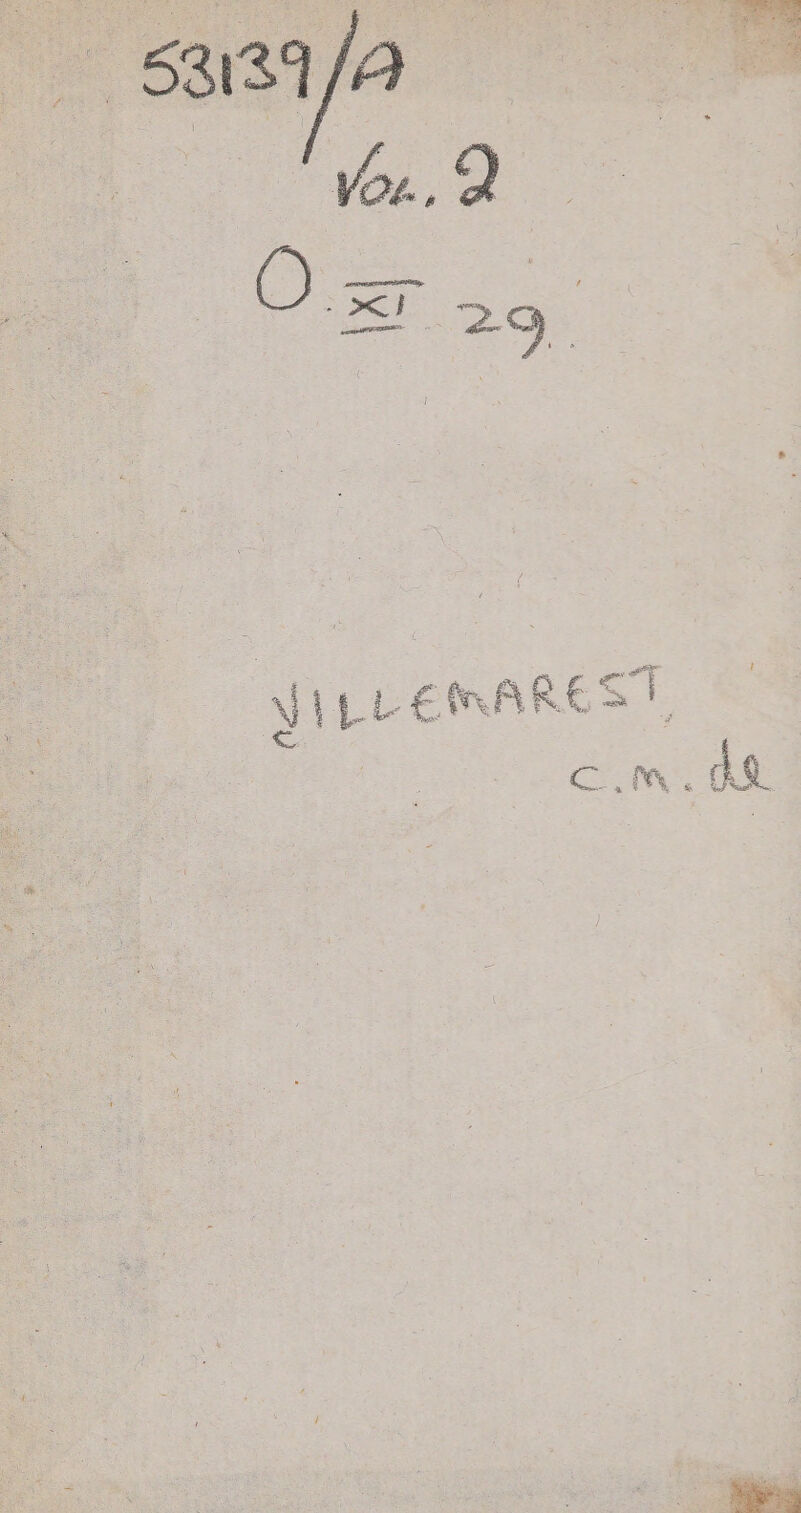 53139/A
Vol. 2
O. XI 29.
VILLEMAREST,
C.M. de